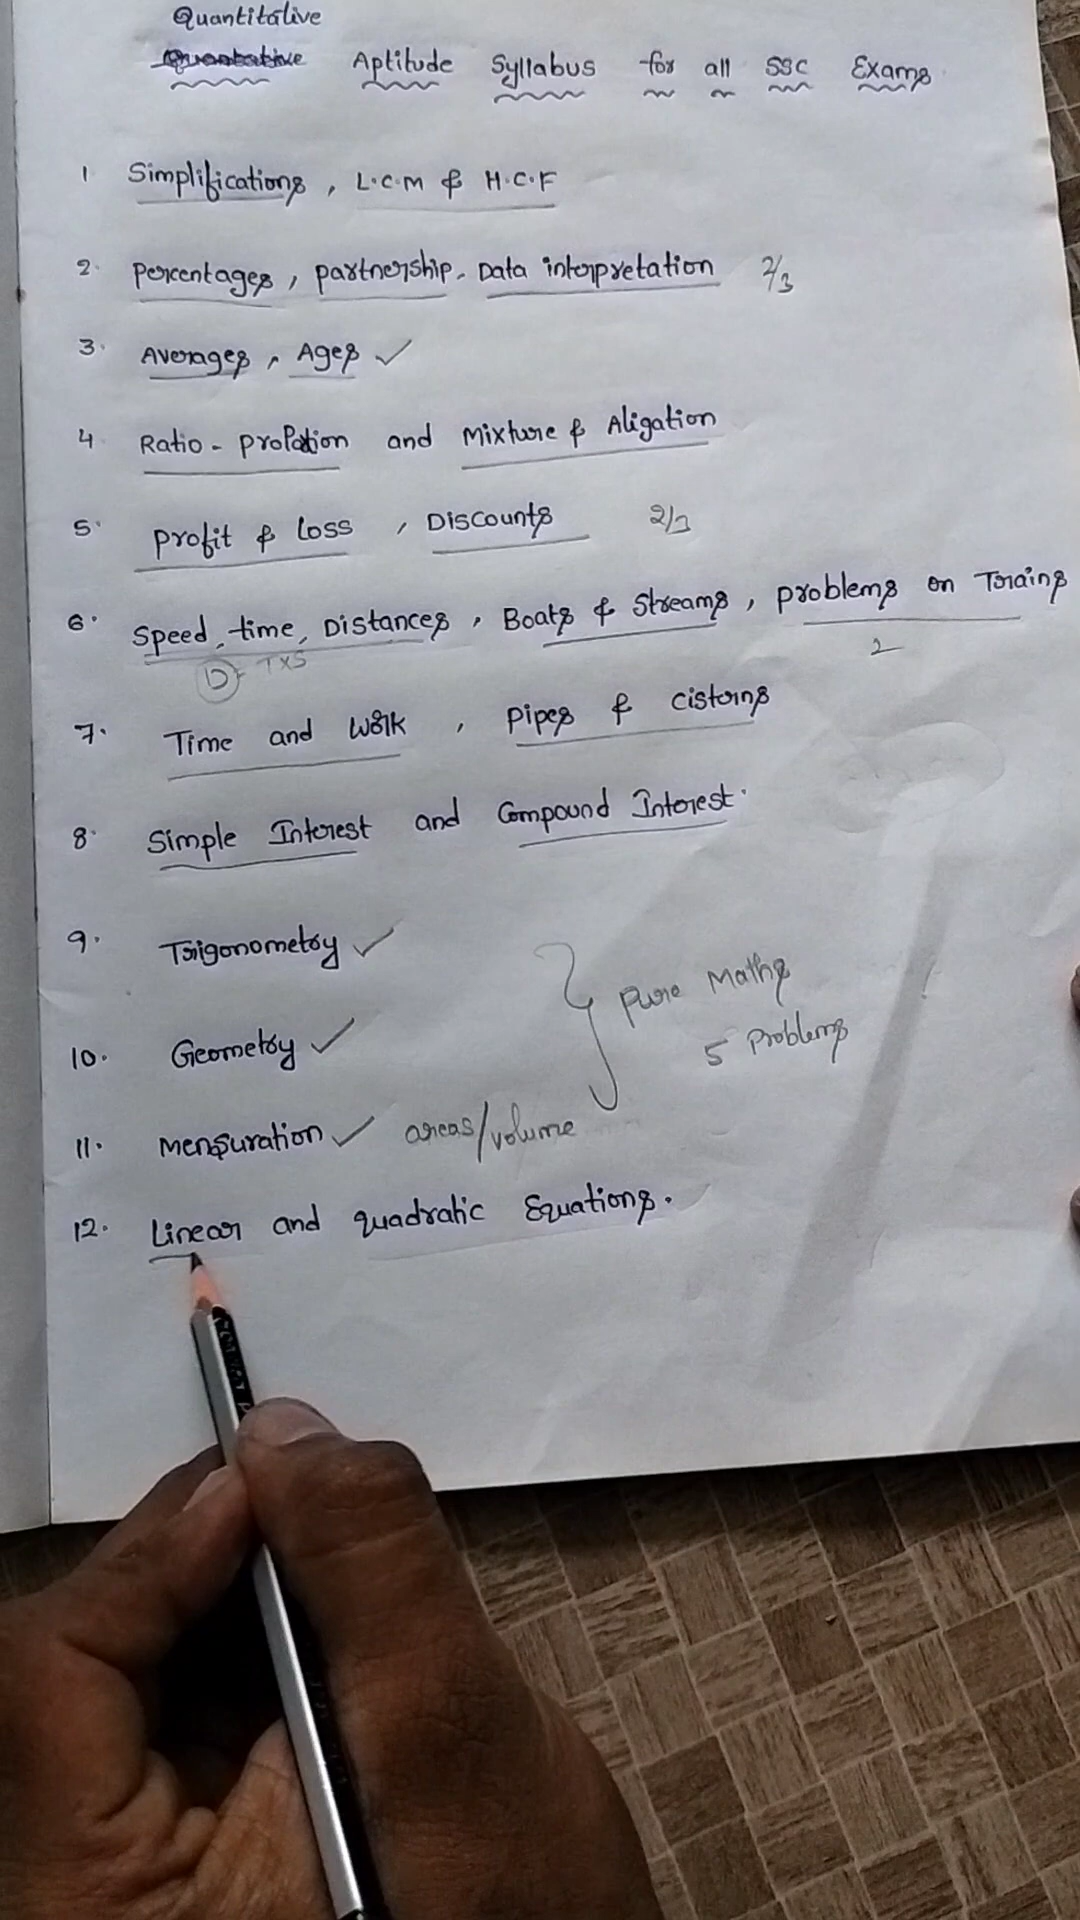 Quantitative
Aptitude Syllabus for all SSC Exams
1 Simplifications, L.C.M & H.C.F
2. Percentages, partnership, Data interpretation 2/3
3. Averages, Ages ✓
4. Ratio - Propotion and Mixture & Aligation
5. Profit & Loss, Discounts 2/3
6. Speed, time, Distances, Boats & Streams, problems on Trains
D = T×S 2
7. Time and Work, Pipes & Cisterns
8. Simple Interest and Compound Interest.
9. Trigonometry ✓
Pure Maths
10. Geometry ✓
5 Problems
11. Mensuration ✓ areas/volume
12. Linear and quadratic Equations.